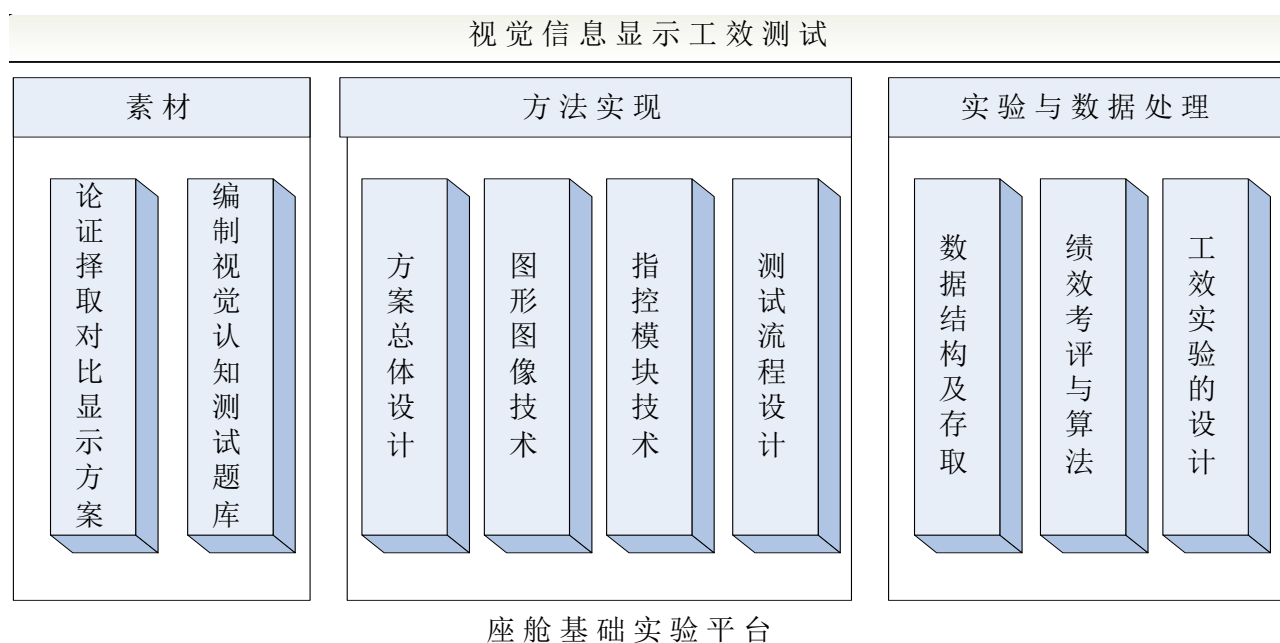 视觉信息显示工效测试
素材
论证择取对比显示方案
编制视觉认知测试题库
方法实现
方案总体设计
图形图像技术
指控模块技术
测试流程设计
实验与数据处理
数据结构及存取
绩效考评与算法
工效实验的设计
座舱基础实验平台